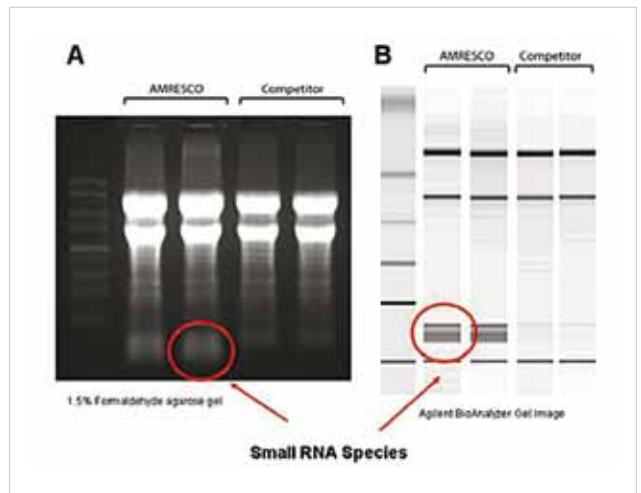 A
AMRESCO
Competitor
B
AMRESCO
Competitor
1.5% Formaldehyde agarose gel
Agilent BioAnalyzer Gel Image
Small RNA Species